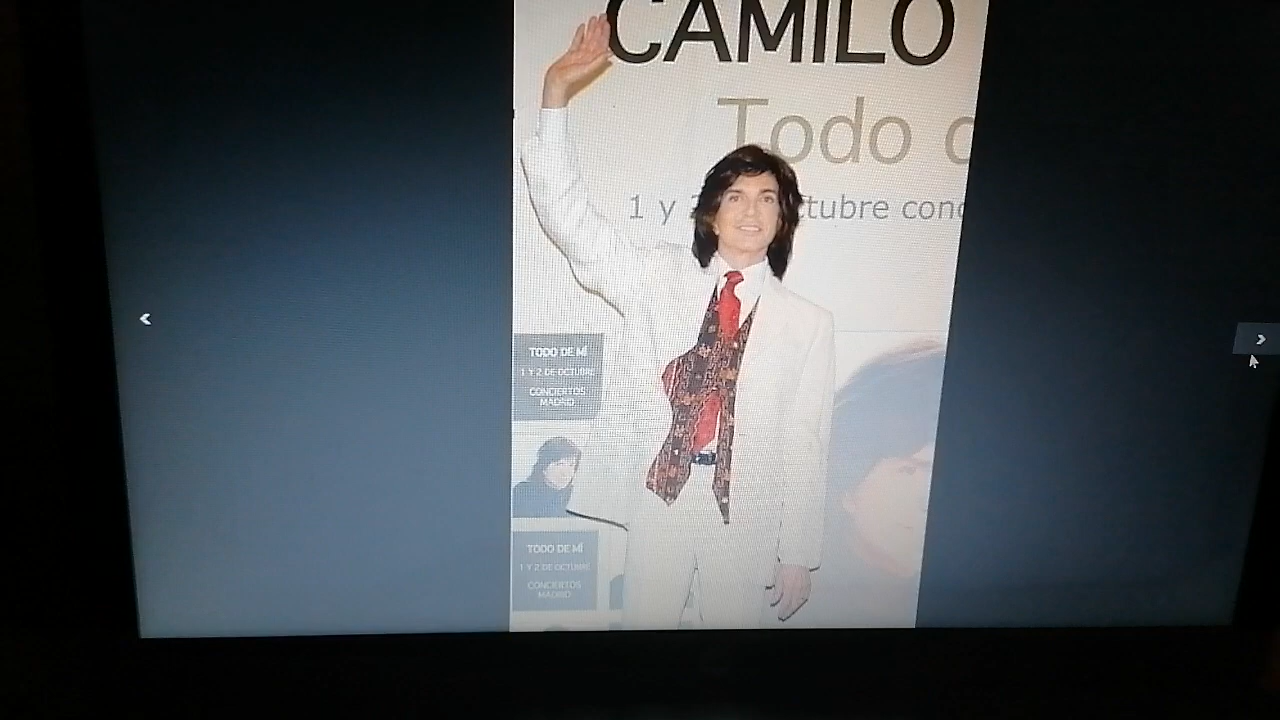 CAMILO
Todo
1 y
tubre
TODO DE MÍ
1 Y 2 DE OCTUBRE
CONCIERTOS
MADRID
TODO DE MÍ
1 Y 2 DE OCTUBRE
CONCIERTOS
MADRID